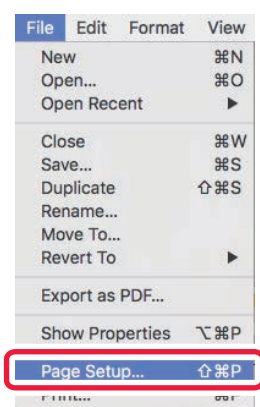 File Edit Format View
New ⌘N
Open... ⌘O
Open Recent ▶
Close ⌘W
Save... ⌘S
Duplicate ⇧⌘S
Rename...
Move To...
Revert To ▶
Export as PDF...
Show Properties ⌥⌘P
Page Setup... ⇧⌘P
Print... ⌘P